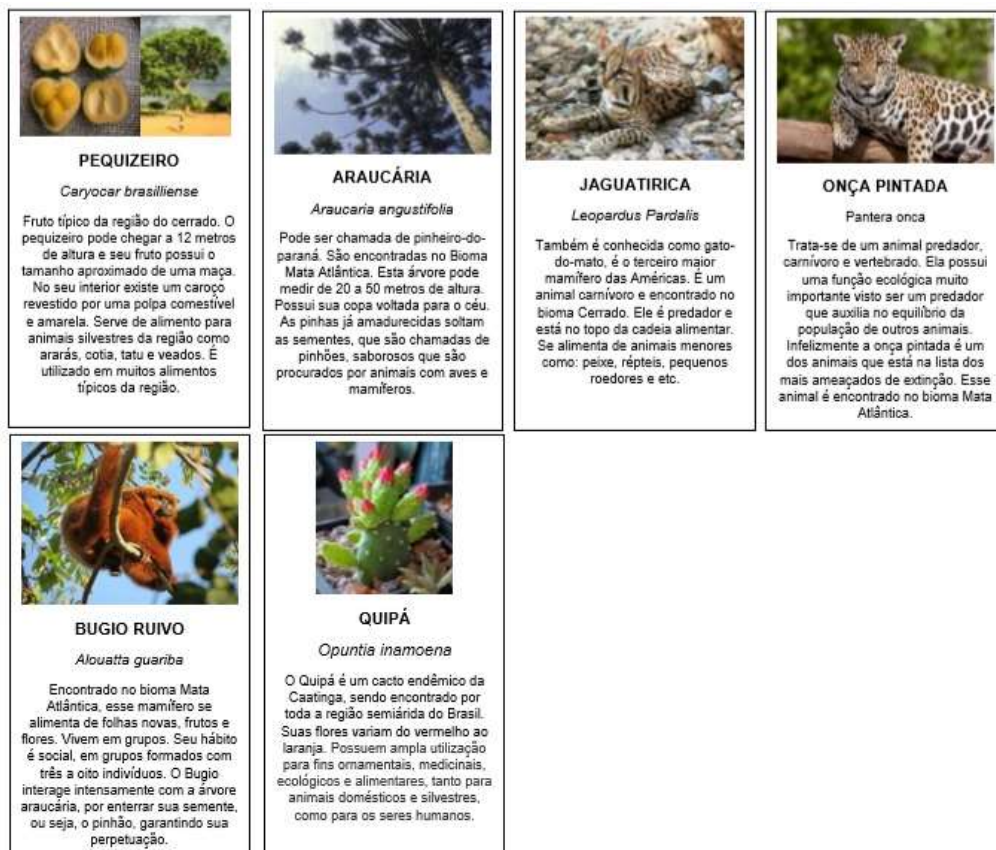 PEQUIZEIRO
Caryocar brasilliense
Fruto típico da região do cerrado. O
pequizeiro pode chegar a 12 metros
de altura e seu fruto possui o
tamanho aproximado de uma maça.
No seu interior existe um caroço
revestido por uma polpa comestível
e amarela. Serve de alimento para
animais silvestres da região como
ararás, cotia, tatu e veados. É
utilizado em muitos alimentos
típicos da região.
ARAUCÁRIA
Araucaria angustifolia
Pode ser chamada de pinheiro-do-
paraná. São encontradas no Bioma
Mata Atlântica. Esta árvore pode
medir de 20 a 50 metros de altura.
Possui sua copa voltada para o céu.
As pinhas já amadurecidas soltam
as sementes, que são chamadas de
pinhões, saborosos que são
procurados por animais com aves e
mamíferos.
JAGUATIRICA
Leopardus Pardalis
Também é conhecida como gato-
do-mato, é o terceiro maior
mamífero das Américas. É um
animal carnívoro e encontrado no
bioma Cerrado. Ele é predador e
está no topo da cadeia alimentar.
Se alimenta de animais menores
como: peixe, répteis, pequenos
roedores e etc.
ONÇA PINTADA
Pantera onca
Trata-se de um animal predador,
carnívoro e vertebrado. Ela possui
uma função ecológica muito
importante visto ser um predador
que auxilia no equilíbrio da
população de outros animais.
Infelizmente a onça pintada é um
dos animais que está na lista dos
mais ameaçados de extinção. Esse
animal é encontrado no bioma Mata
Atlântica.
BUGIO RUIVO
Alouatta guariba
Encontrado no bioma Mata
Atlântica, esse mamífero se
alimenta de folhas novas, frutos e
flores. Vivem em grupos. Seu hábito
é social, em grupos formados com
três a oito indivíduos. O Bugio
interage intensamente com a árvore
araucária, por enterrar sua semente,
ou seja, o pinhão, garantindo sua
perpetuação.
QUIPÁ
Opuntia inamoena
O Quipá é um cacto endêmico da
Caatinga, sendo encontrado por
toda a região semiárida do Brasil.
Suas flores variam do vermelho ao
laranja. Possuem ampla utilização
para fins ornamentais, medicinais,
ecológicos e alimentares, tanto para
animais domésticos e silvestres,
como para os seres humanos.